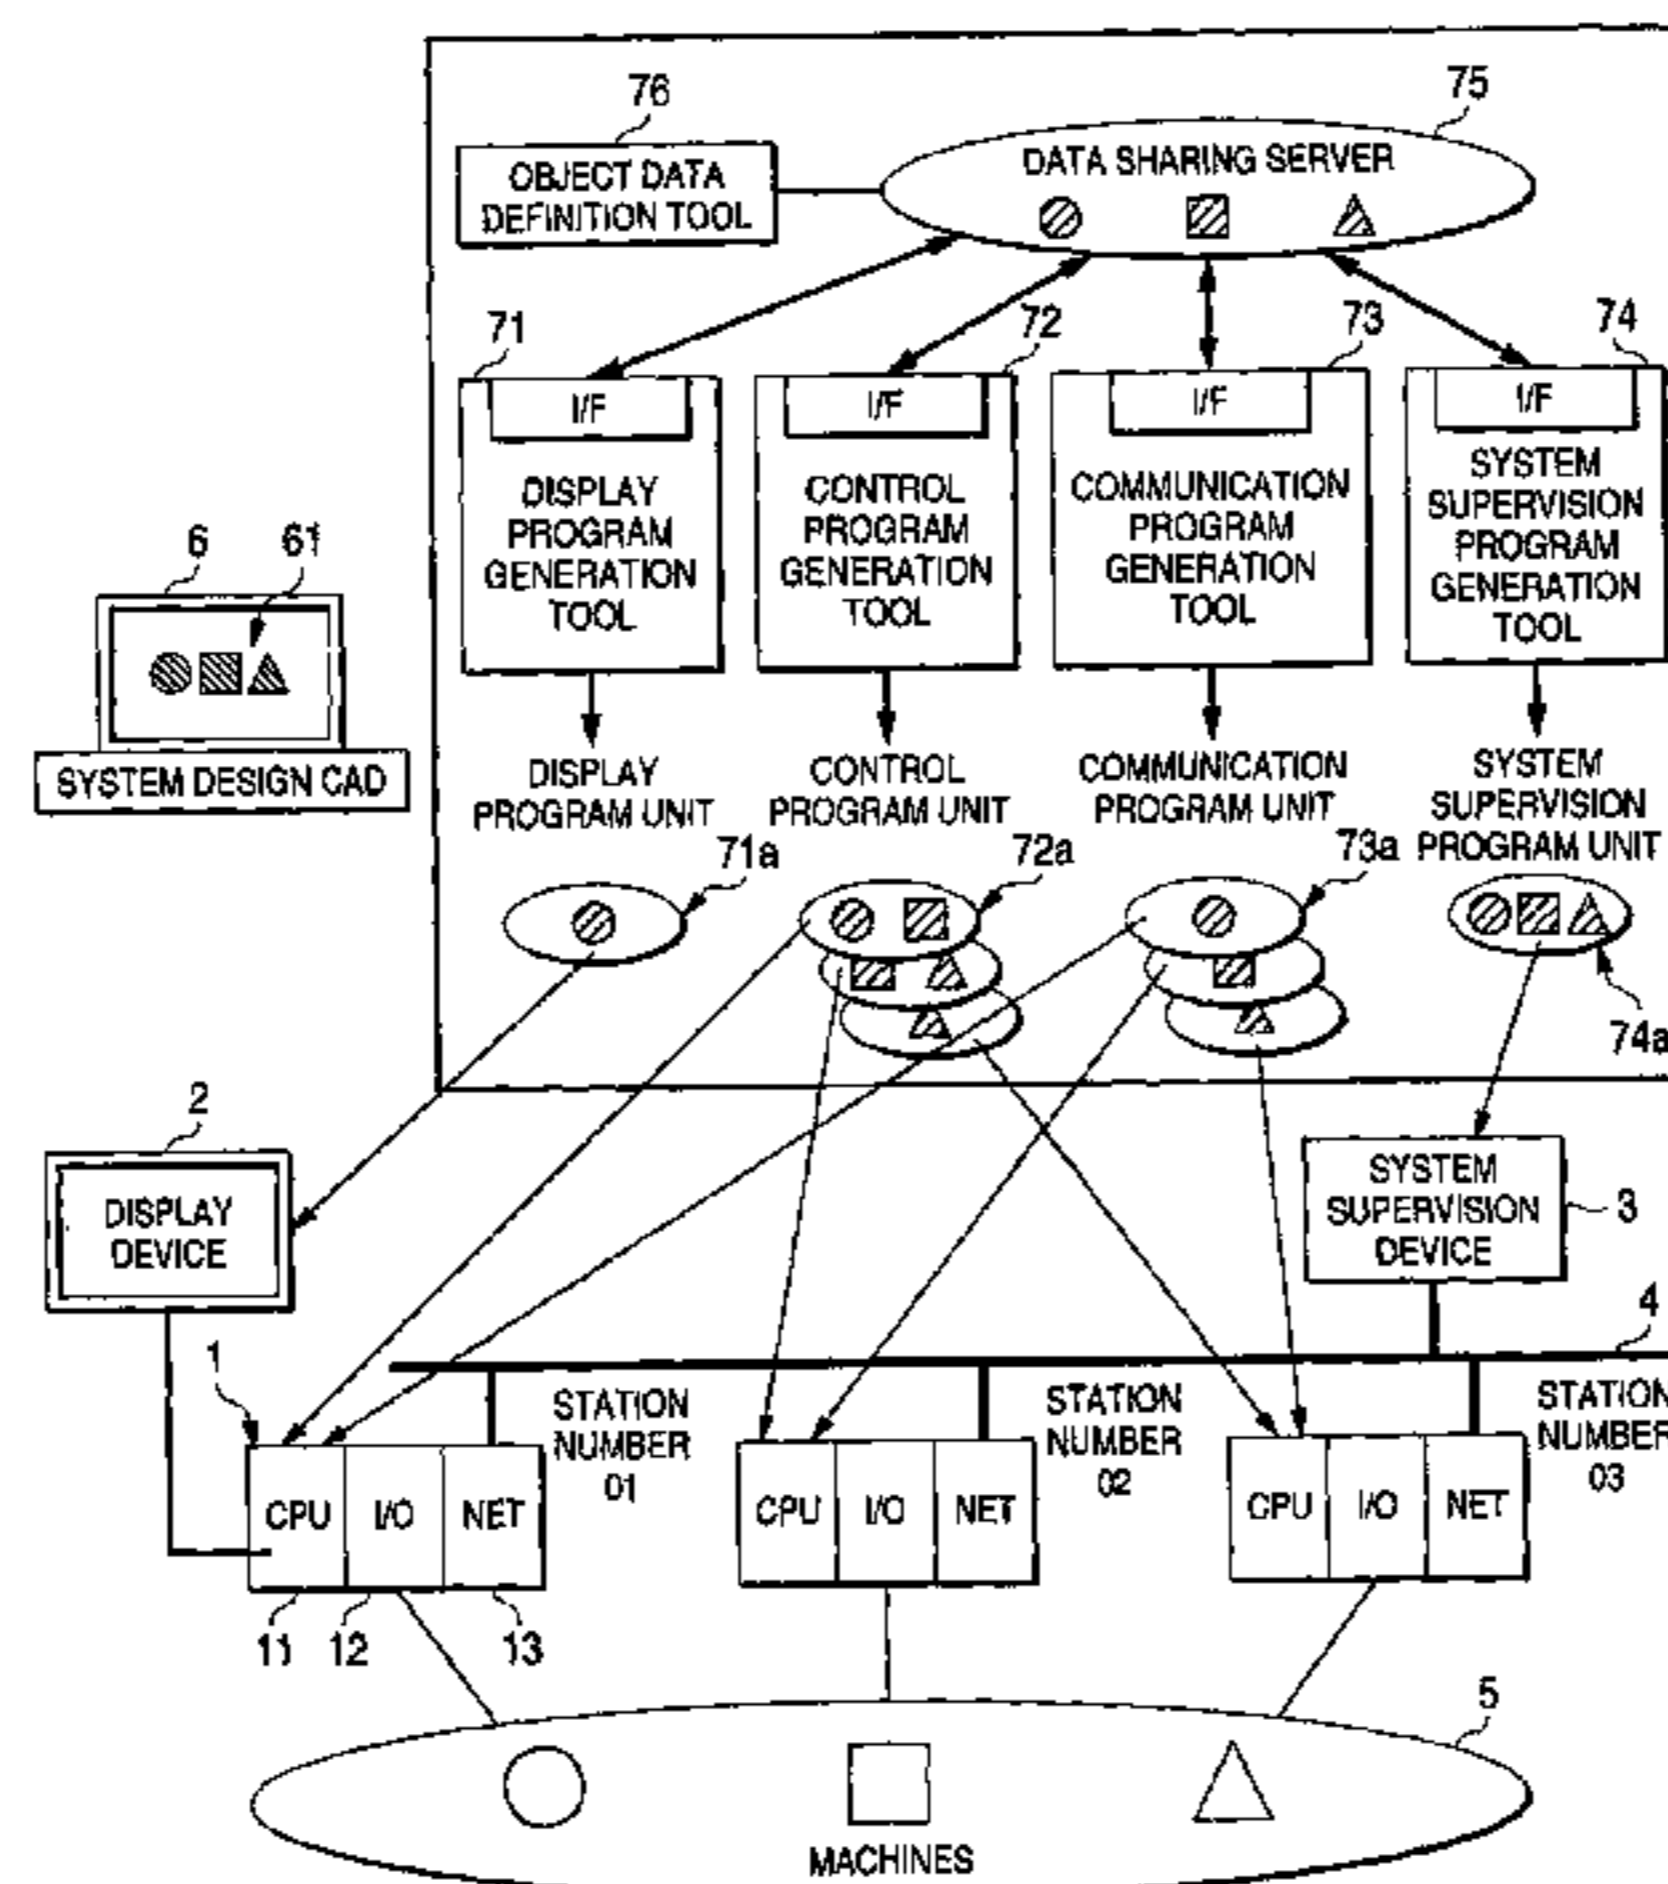 76
75
OBJECT DATA
DEFINITION TOOL
DATA SHARING SERVER
71
72
73
74
I/F
I/F
I/F
I/F
DISPLAY
PROGRAM
GENERATION
TOOL
CONTROL
PROGRAM
GENERATION
TOOL
COMMUNICATION
PROGRAM
GENERATION
TOOL
SYSTEM
SUPERVISION
PROGRAM
GENERATION
TOOL
6
61
SYSTEM DESIGN CAD
DISPLAY
PROGRAM UNIT
CONTROL
PROGRAM UNIT
COMMUNICATION
PROGRAM UNIT
SYSTEM
SUPERVISION
PROGRAM UNIT
71a
72a
73a
74a
2
DISPLAY
DEVICE
SYSTEM
SUPERVISION
DEVICE
3
4
1
STATION
NUMBER
01
STATION
NUMBER
02
STATION
NUMBER
03
CPU
I/O
NET
CPU
I/O
NET
CPU
I/O
NET
11
12
13
5
MACHINES